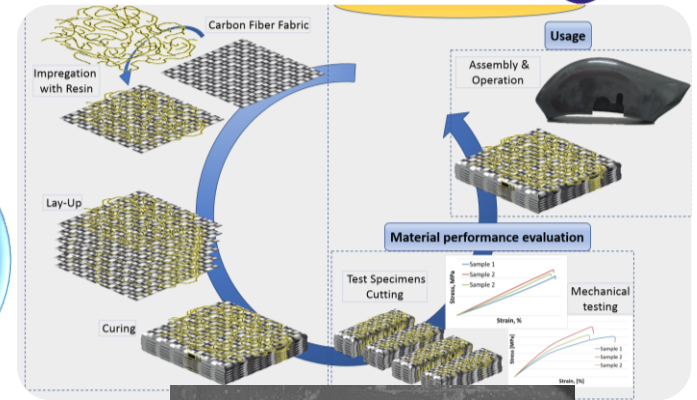 Carbon Fiber Fabric
Impregation
with Resin
Lay-Up
Curing
Usage
Assembly &
Operation
Material performance evaluation
Test Specimens
Cutting
Mechanical
testing
Stress, MPa
Sample 1
Sample 2
Sample 2
Strain, %
Stress [MPa]
Sample 1
Sample 2
Sample 2
Strain, [%]